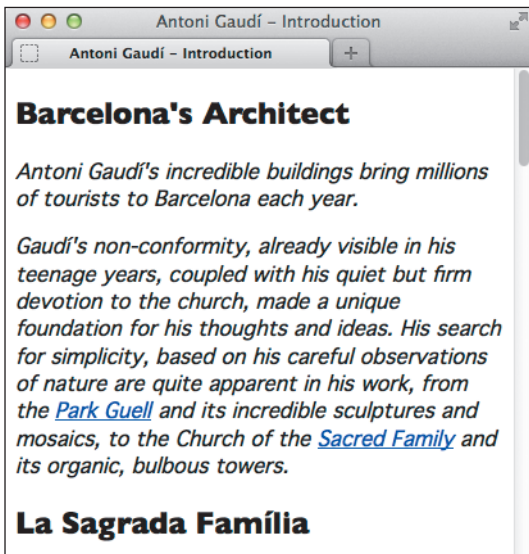 Antoni Gaudí – Introduction
Antoni Gaudí – Introduction
Barcelona's Architect
Antoni Gaudí's incredible buildings bring millions
of tourists to Barcelona each year.
Gaudí's non-conformity, already visible in his
teenage years, coupled with his quiet but firm
devotion to the church, made a unique
foundation for his thoughts and ideas. His search
for simplicity, based on his careful observations
of nature are quite apparent in his work, from
the Park Guell and its incredible sculptures and
mosaics, to the Church of the Sacred Family and
its organic, bulbous towers.
La Sagrada Família